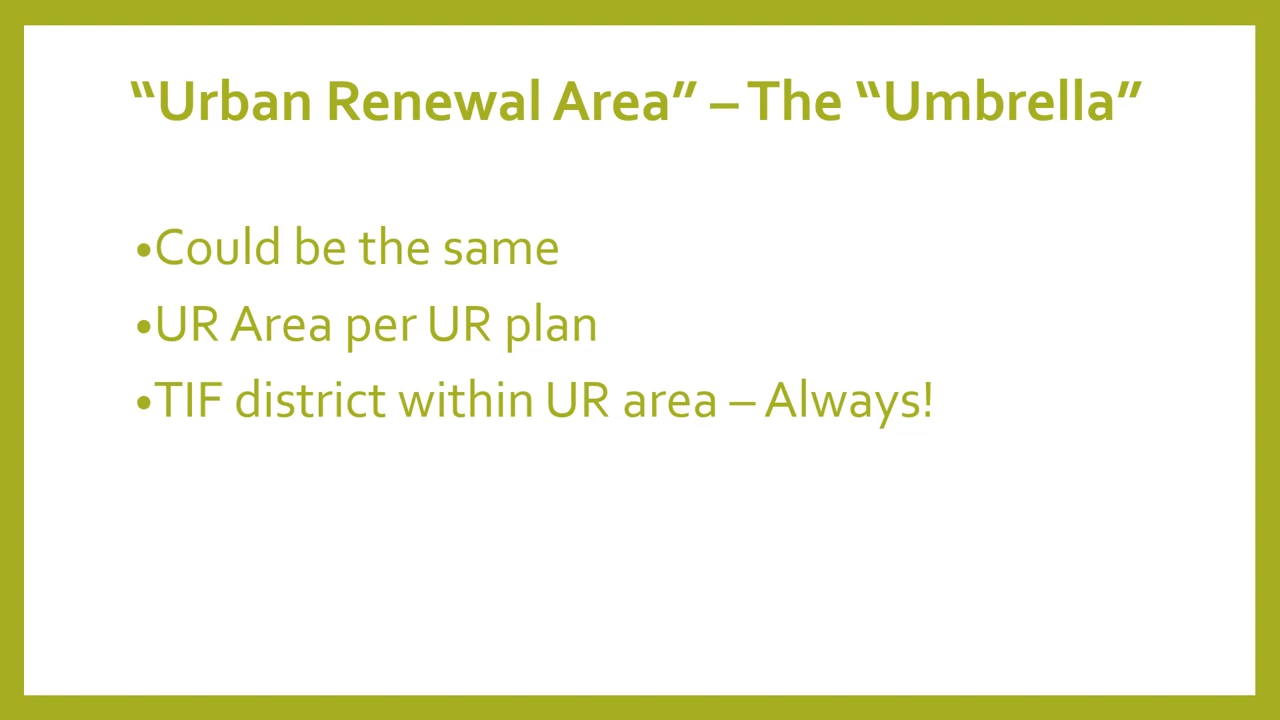 “Urban Renewal Area” – The “Umbrella”
•Could be the same
•UR Area per UR plan
•TIF district within UR area – Always!